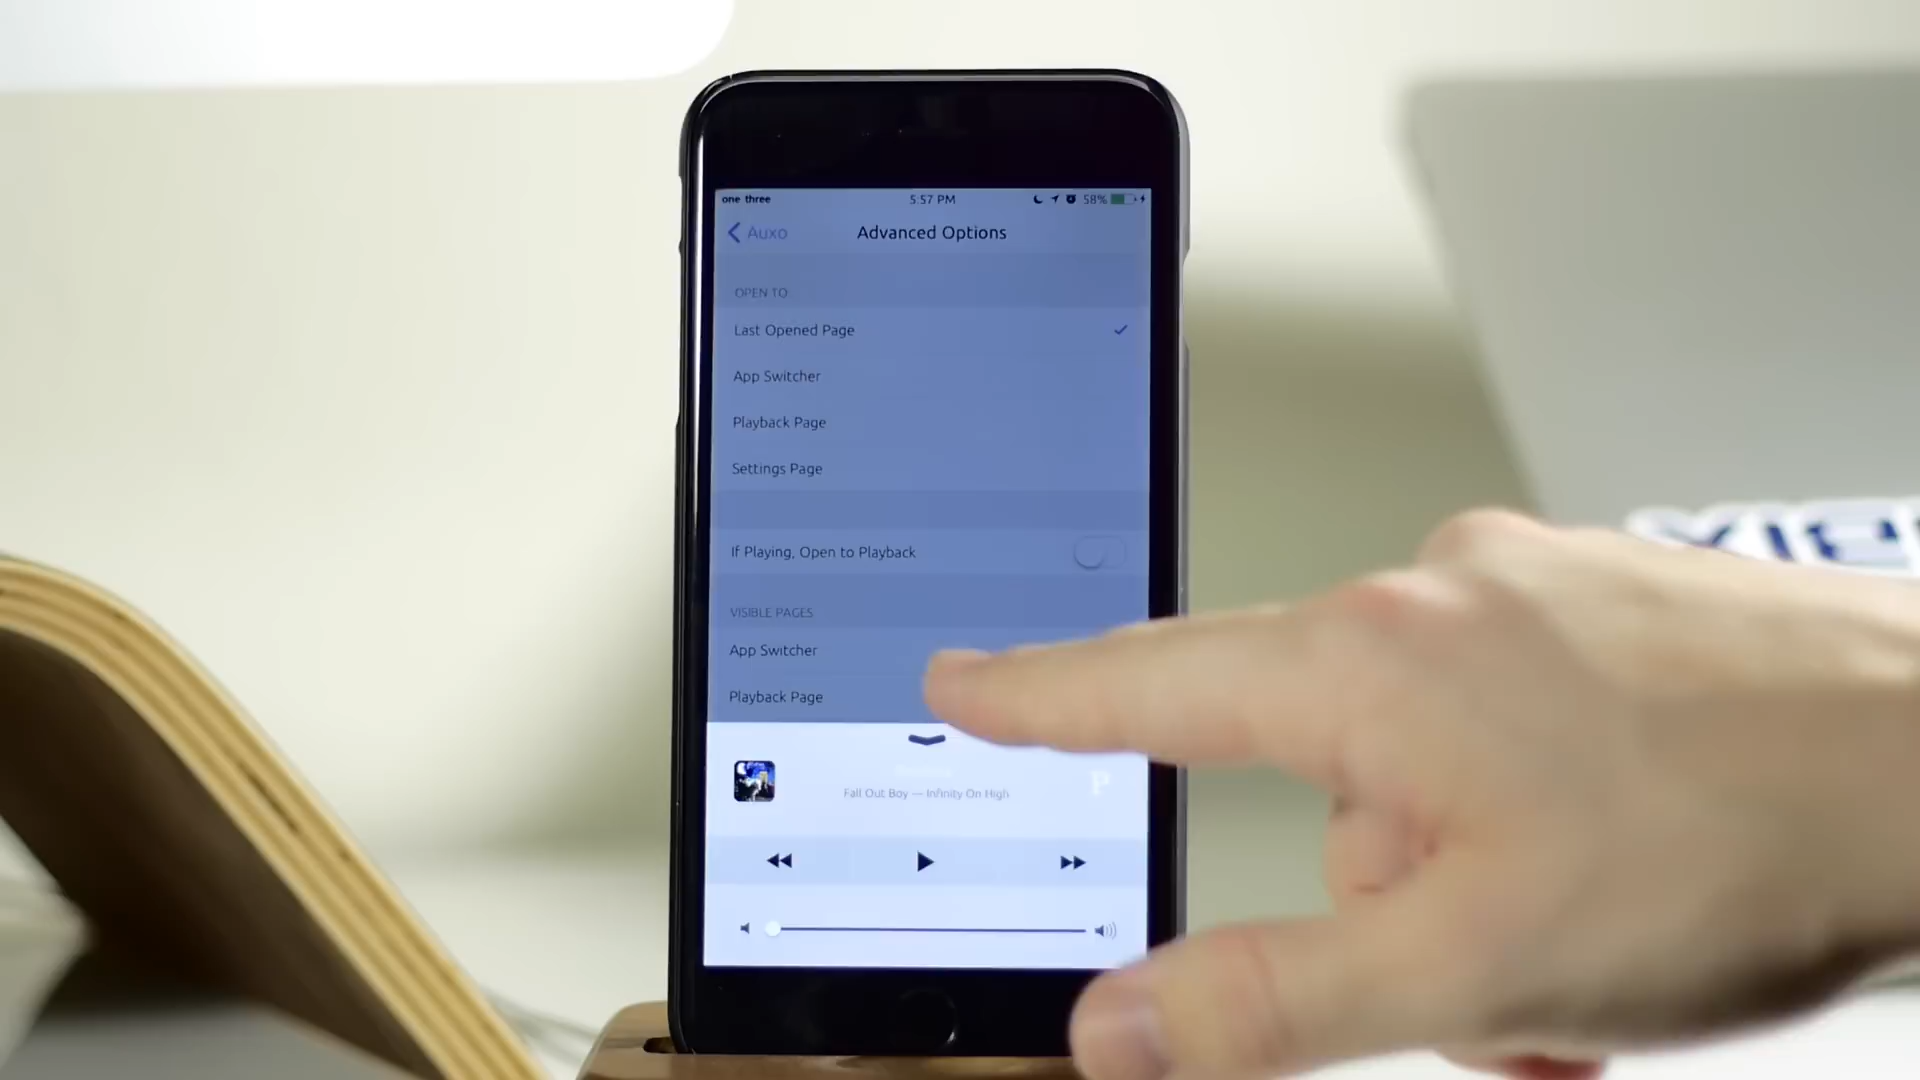 one three
5:57 PM
58%
Auxo
Advanced Options
OPEN TO
Last Opened Page
App Switcher
Playback Page
Settings Page
If Playing, Open to Playback
VISIBLE PAGES
App Switcher
Playback Page
Fall Out Boy — Infinity On High
P